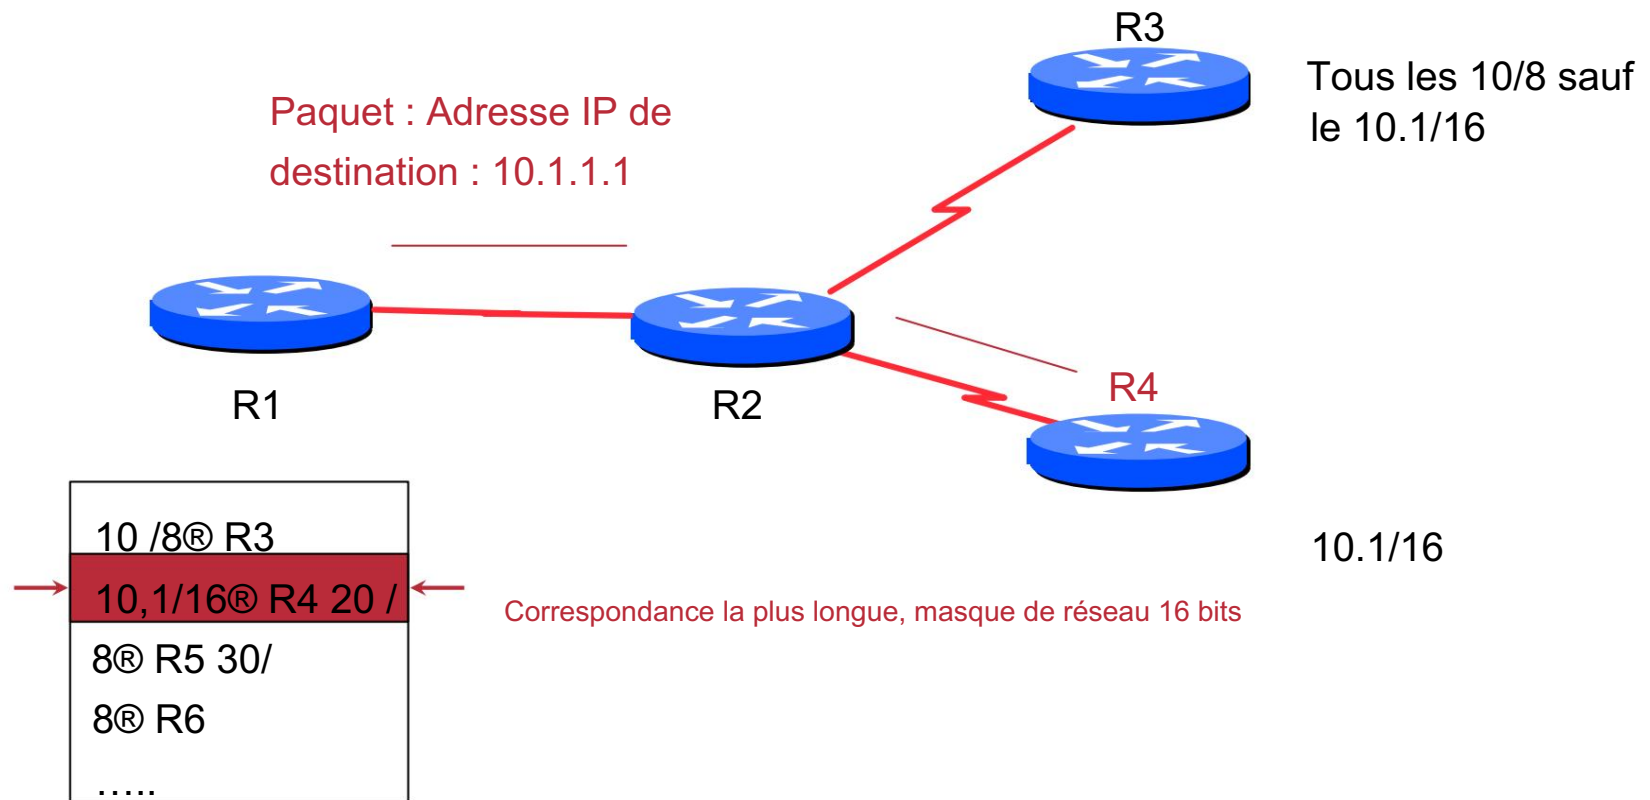 R3
Tous les 10/8 sauf
le 10.1/16
Paquet : Adresse IP de
destination : 10.1.1.1
R1
R2
R4
10 /8® R3
10,1/16® R4 20 /
8® R5 30/
8® R6
.....
10.1/16
Correspondance la plus longue, masque de réseau 16 bits